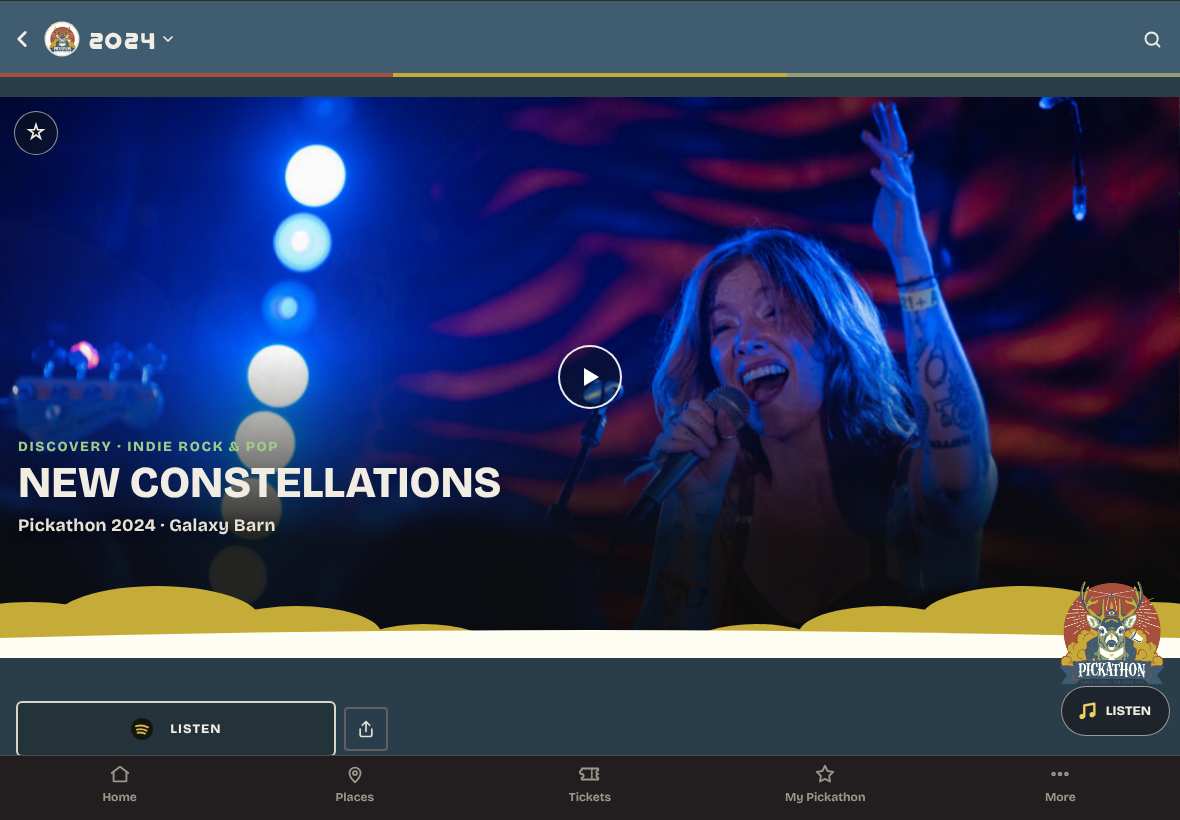 2024
DISCOVERY · INDIE ROCK & POP
NEW CONSTELLATIONS
Pickathon 2024 · Galaxy Barn
PICKATHON
LISTEN
LISTEN
Home
Places
Tickets
My Pickathon
More